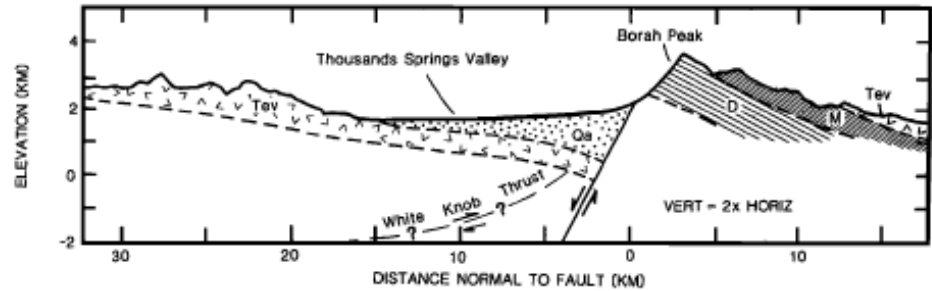 Borah Peak
Thousands Springs Valley
Tev
Qa
D
M
Tev
White Knob Thrust
? ?
VERT = 2x HORIZ
ELEVATION (KM)
4
2
0
-2
30 20 10 0 10
DISTANCE NORMAL TO FAULT (KM)